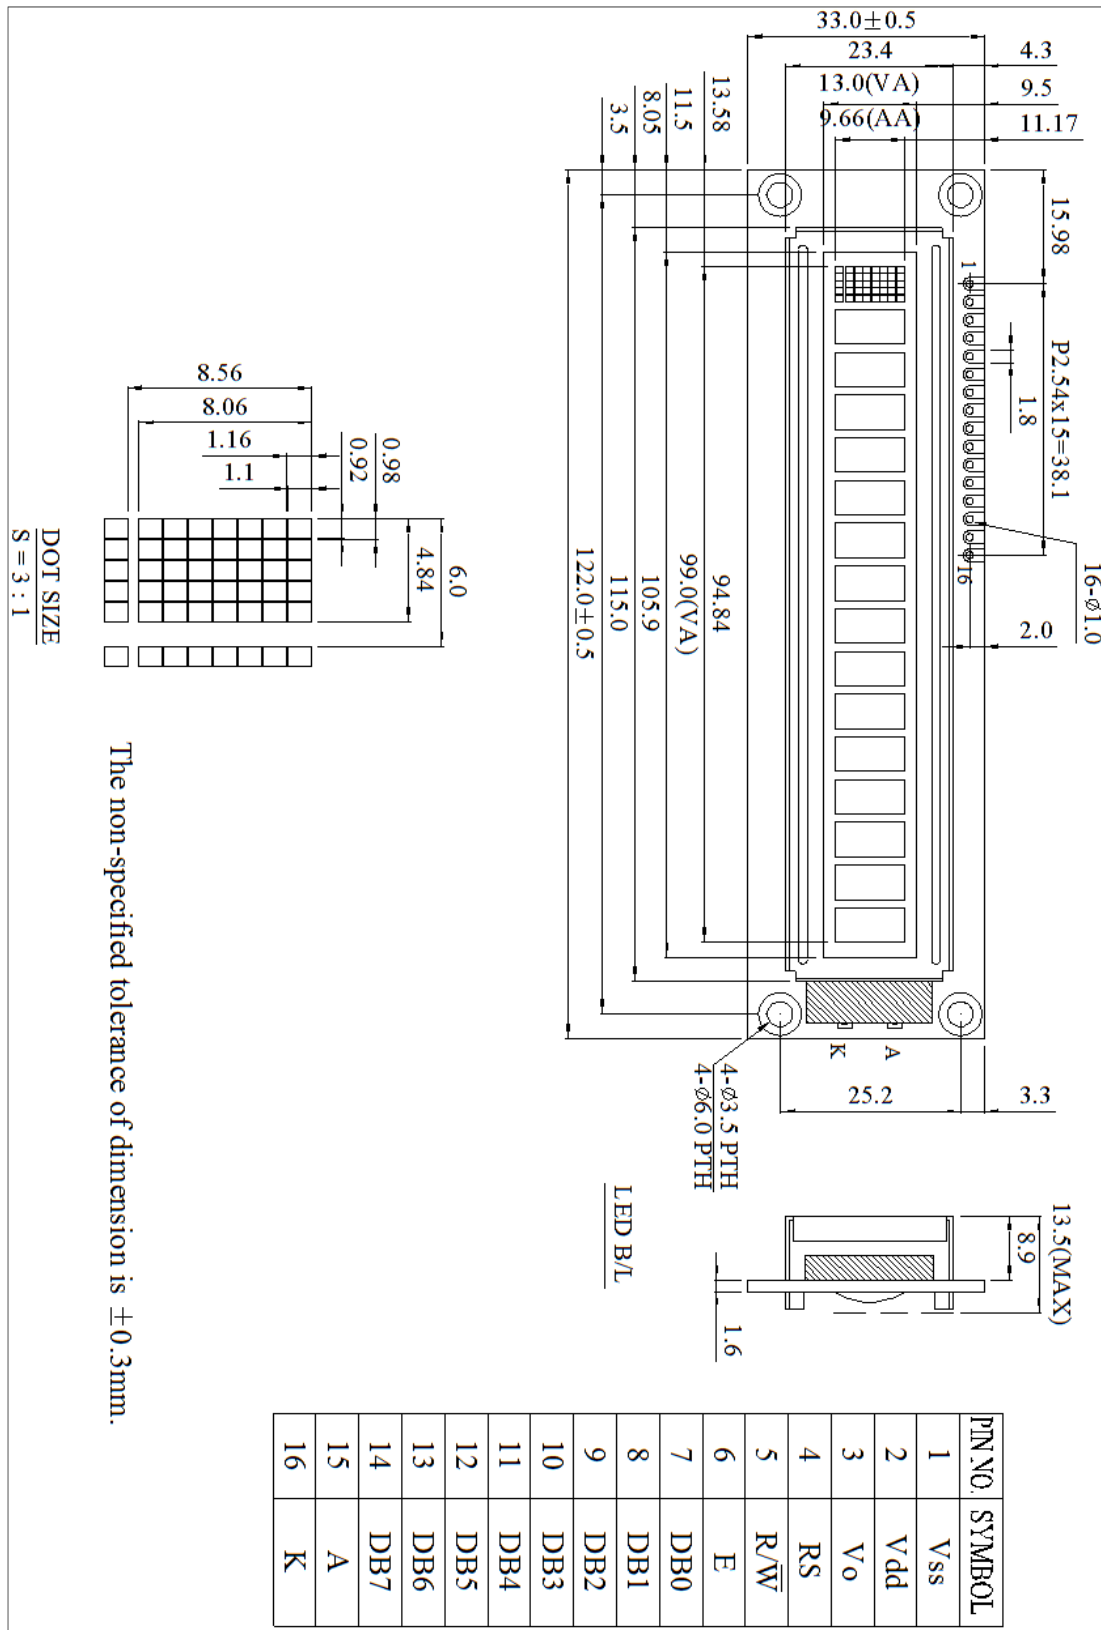 33.0±0.5
23.4
13.0(VA)
9.66(AA)
4.3
9.5
11.17
13.58
11.5
8.05
3.5
15.98
P2.54x15=38.1
1.8
16-Ø1.0
2.0
1
16
94.84
99.0(VA)
105.9
115.0
122.0±0.5
K
A
25.2
3.3
4-Ø3.5 PTH
4-Ø6.0 PTH
8.56
8.06
1.16
1.1
0.98
0.92
4.84
6.0
DOT SIZE
S = 3 : 1
LED B/L
13.5(MAX)
8.9
1.6
The non-specified tolerance of dimension is ±0.3mm.
PIN NO. SYMBOL
1 Vss
2 Vdd
3 Vo
4 RS
5 R/W̅
6 E
7 DB0
8 DB1
9 DB2
10 DB3
11 DB4
12 DB5
13 DB6
14 DB7
15 A
16 K